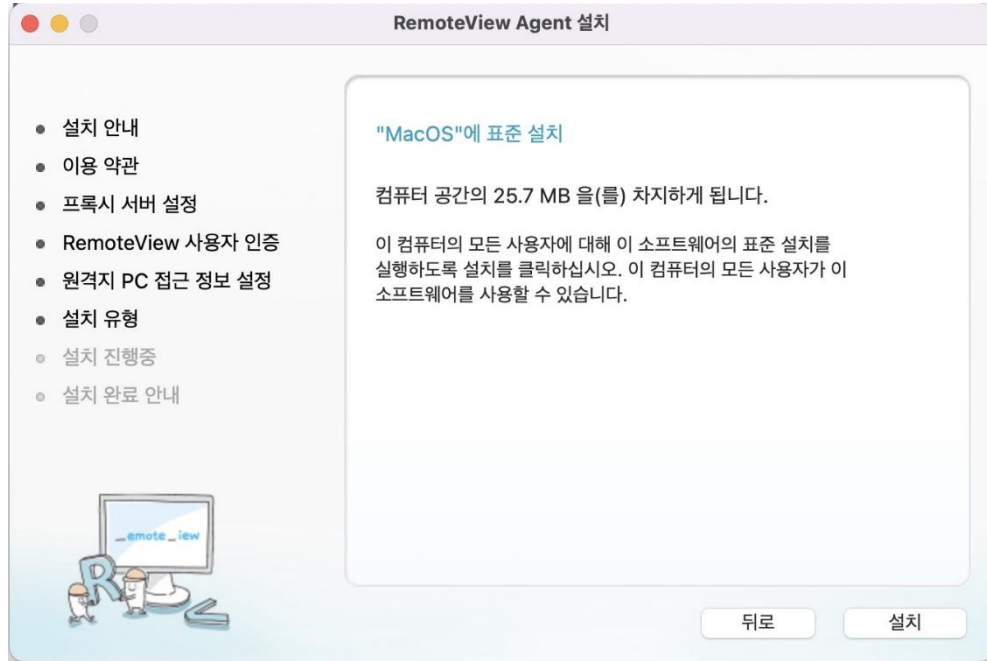 RemoteView Agent 설치
설치 안내
이용 약관
프록시 서버 설정
RemoteView 사용자 인증
원격지 PC 접근 정보 설정
설치 유형
설치 진행중
설치 완료 안내
"MacOS"에 표준 설치
컴퓨터 공간의 25.7 MB 을(를) 차지하게 됩니다.
이 컴퓨터의 모든 사용자에 대해 이 소프트웨어의 표준 설치를
실행하도록 설치를 클릭하십시오. 이 컴퓨터의 모든 사용자가 이
소프트웨어를 사용할 수 있습니다.
_emote_iew
R
V
뒤로
설치